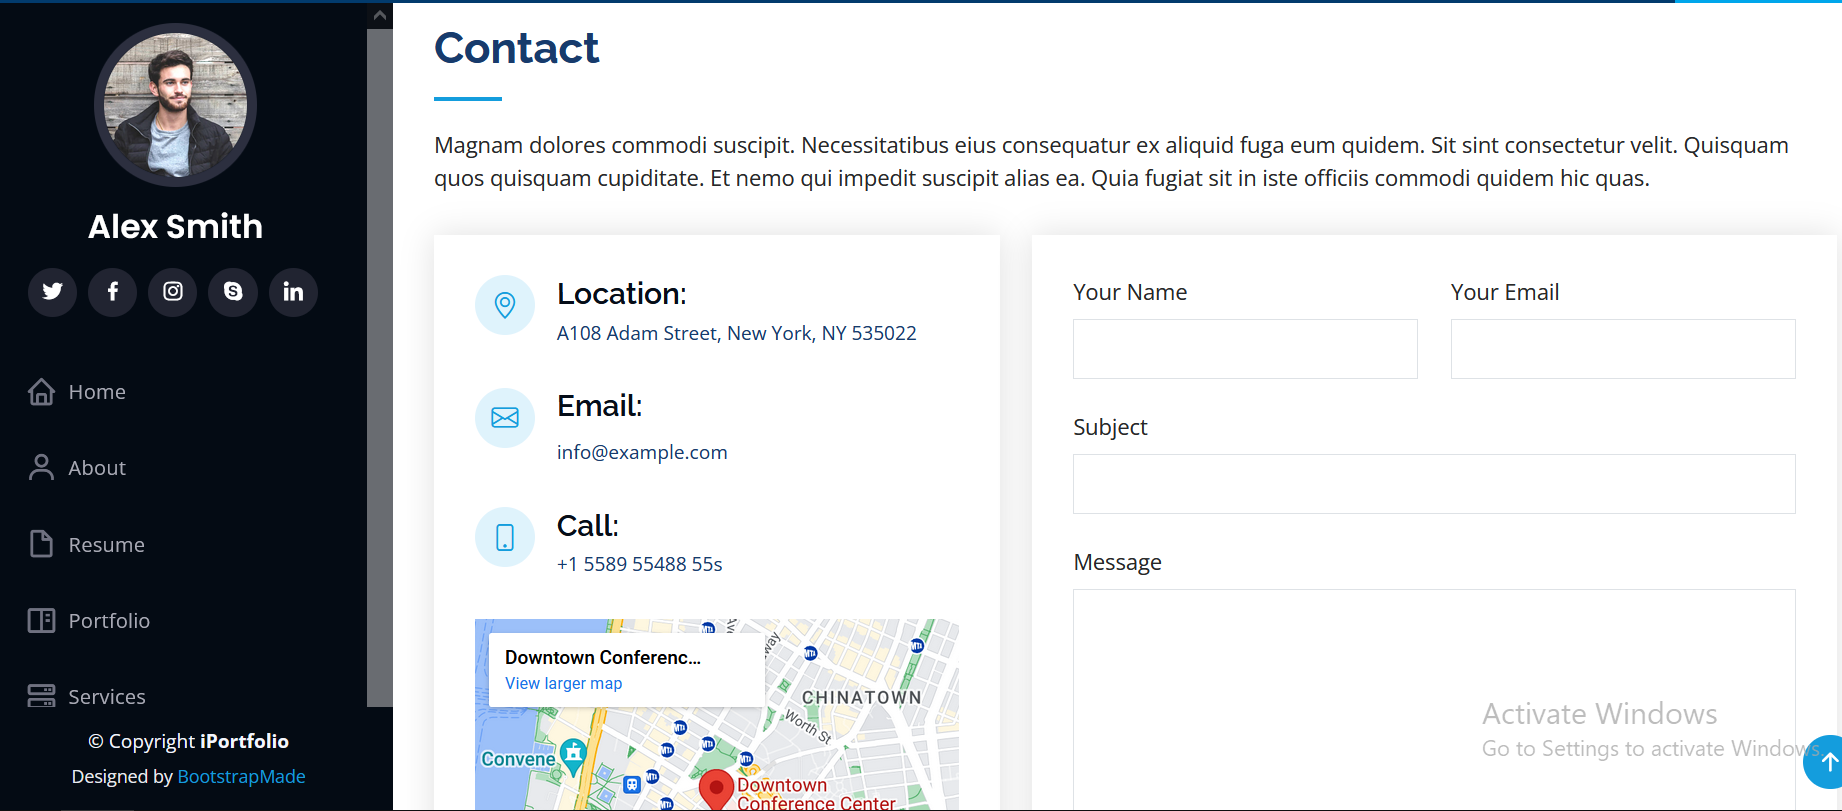 Alex Smith
Home
About
Resume
Portfolio
Services
© Copyright iPortfolio
Designed by BootstrapMade
Contact
Magnam dolores commodi suscipit. Necessitatibus eius consequatur ex aliquid fuga eum quidem. Sit sint consectetur velit. Quisquam
quos quisquam cupiditate. Et nemo qui impedit suscipit alias ea. Quia fugiat sit in iste officiis commodi quidem hic quas.
Location:
A108 Adam Street, New York, NY 535022
Email:
info@example.com
Call:
+1 5589 55488 55s
Downtown Conferenc...
View larger map
CHINATOWN
Worth St
Convene
Downtown
Conference Center
Your Name
Your Email
Subject
Message
Activate Windows
Go to Settings to activate Windows.